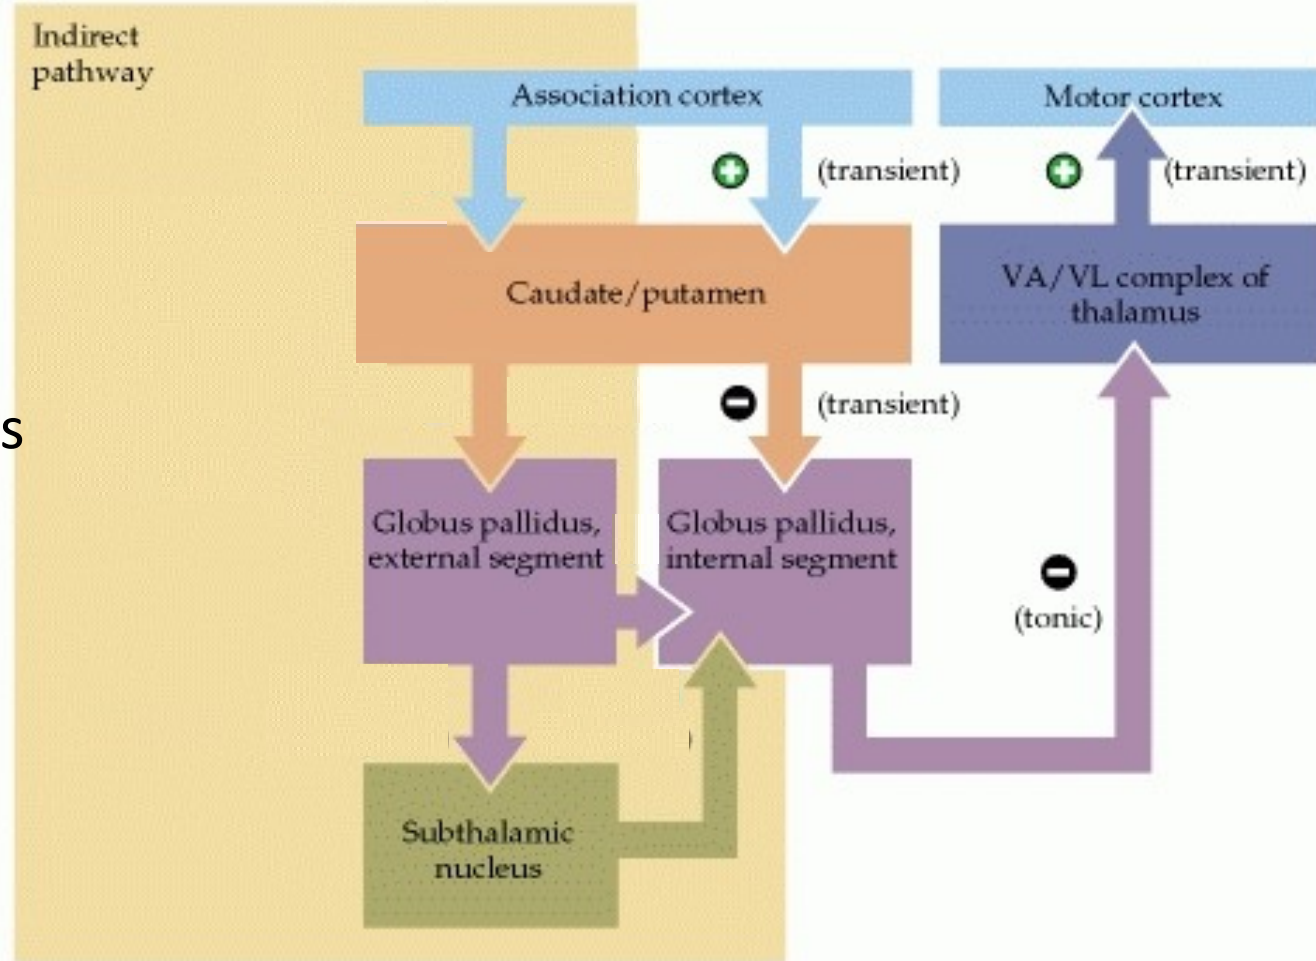 Indirect
pathway
Association cortex
Motor cortex
(transient)
(transient)
Caudate/putamen
VA/VL complex of
thalamus
(transient)
s
Globus pallidus,
external segment
Globus pallidus,
internal segment
(tonic)
Subthalamic
nucleus